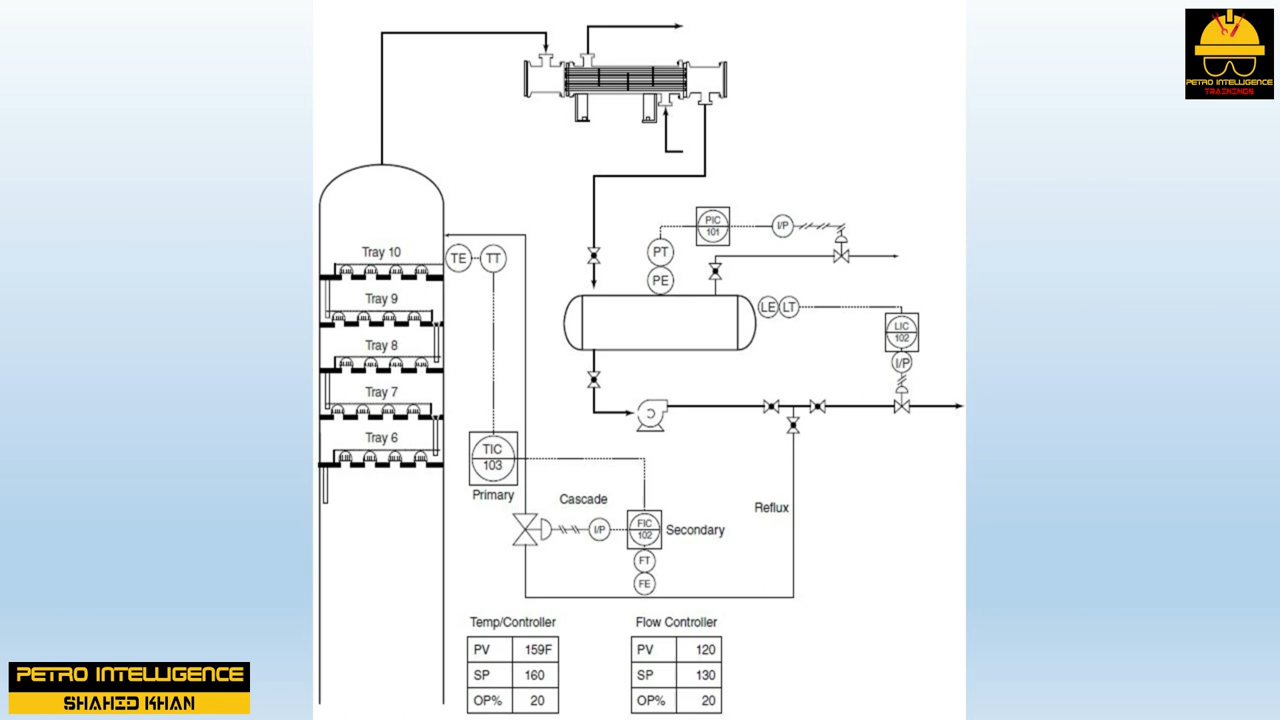 PETRO INTELLIGENCE
TRAININGS
PIC
101
I/P
PT
PE
TE
TT
Tray 10
Tray 9
Tray 8
Tray 7
Tray 6
LE
LT
LIC
102
I/P
TIC
103
Primary
Cascade
I/P
FIC
102
Secondary
FT
FE
Reflux
Temp/Controller
PV 159F
SP 160
OP% 20
Flow Controller
PV 120
SP 130
OP% 20
PETRO INTELLIGENCE
SHAHID KHAN